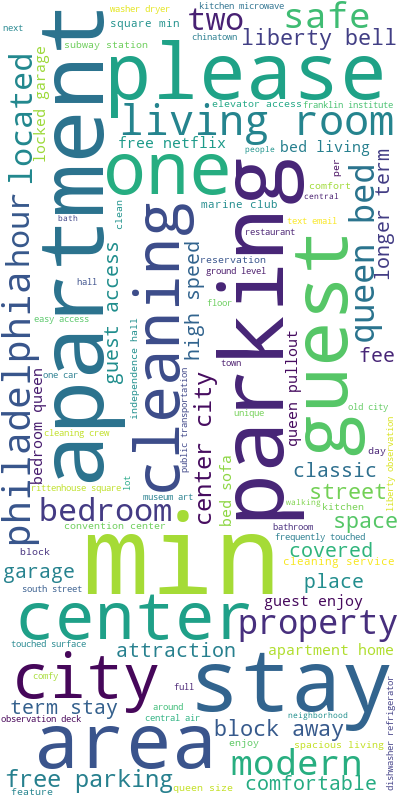 washer dryer
kitchen microwave
next
square min
two
chinatown
safe
subway station
liberty bell
please
apartment
locked garage
located
elevator access
franklin institute
living room
free netflix
people
bed living
one
per
comfort
central
longer term
marine club
clean
text email
restaurant
queen bed
parking
cleaning
guest
hour
philadelphia
guest access
high speed
reservation
ground level
hall
bath
floor
easy access
independence hall
town
fee
one car
bedroom queen
public transportation
queen pullout
unique
old city
cleaning crew
day
rittenhouse square
lot
center city
bed sofa
walking
classic
liberty observation
museum art
street
bedroom
kitchen
space
convention center
bathroom
frequently touched
min
covered
block
cleaning service
garage
place
south street
guest enjoy
center
property
touched surface
attraction
apartment home
city
stay
comfy
full
dishwasher refrigerator
term stay
around
neighborhood
observation deck
central air
block away
area
enjoy
spacious living
modern
free parking
comfortable
feature
queen size